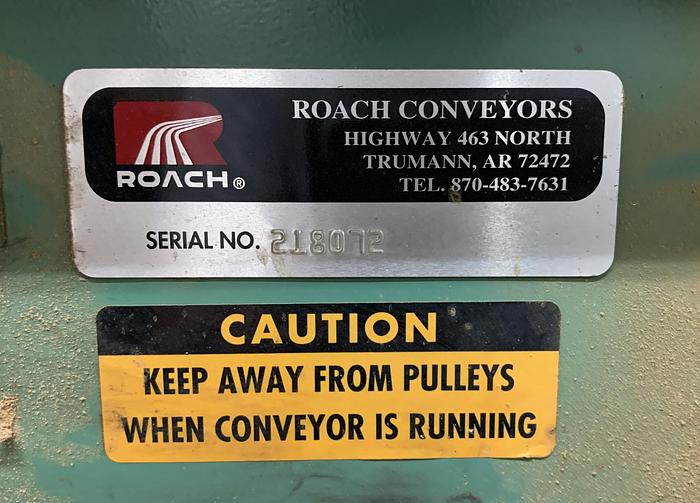 ROACH®
ROACH CONVEYORS
HIGHWAY 463 NORTH
TRUMANN, AR 72472
TEL. 870-483-7631
SERIAL NO. 218072
CAUTION
KEEP AWAY FROM PULLEYS
WHEN CONVEYOR IS RUNNING